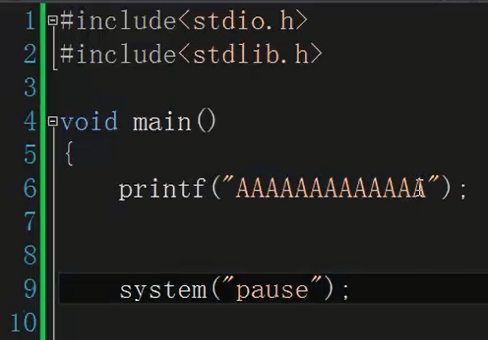 1 #include<stdio.h>
2 #include<stdlib.h>
3
4 void main()
5 {
6 printf("AAAAAAAAAAAAA");
7
8
9 system("pause");
10